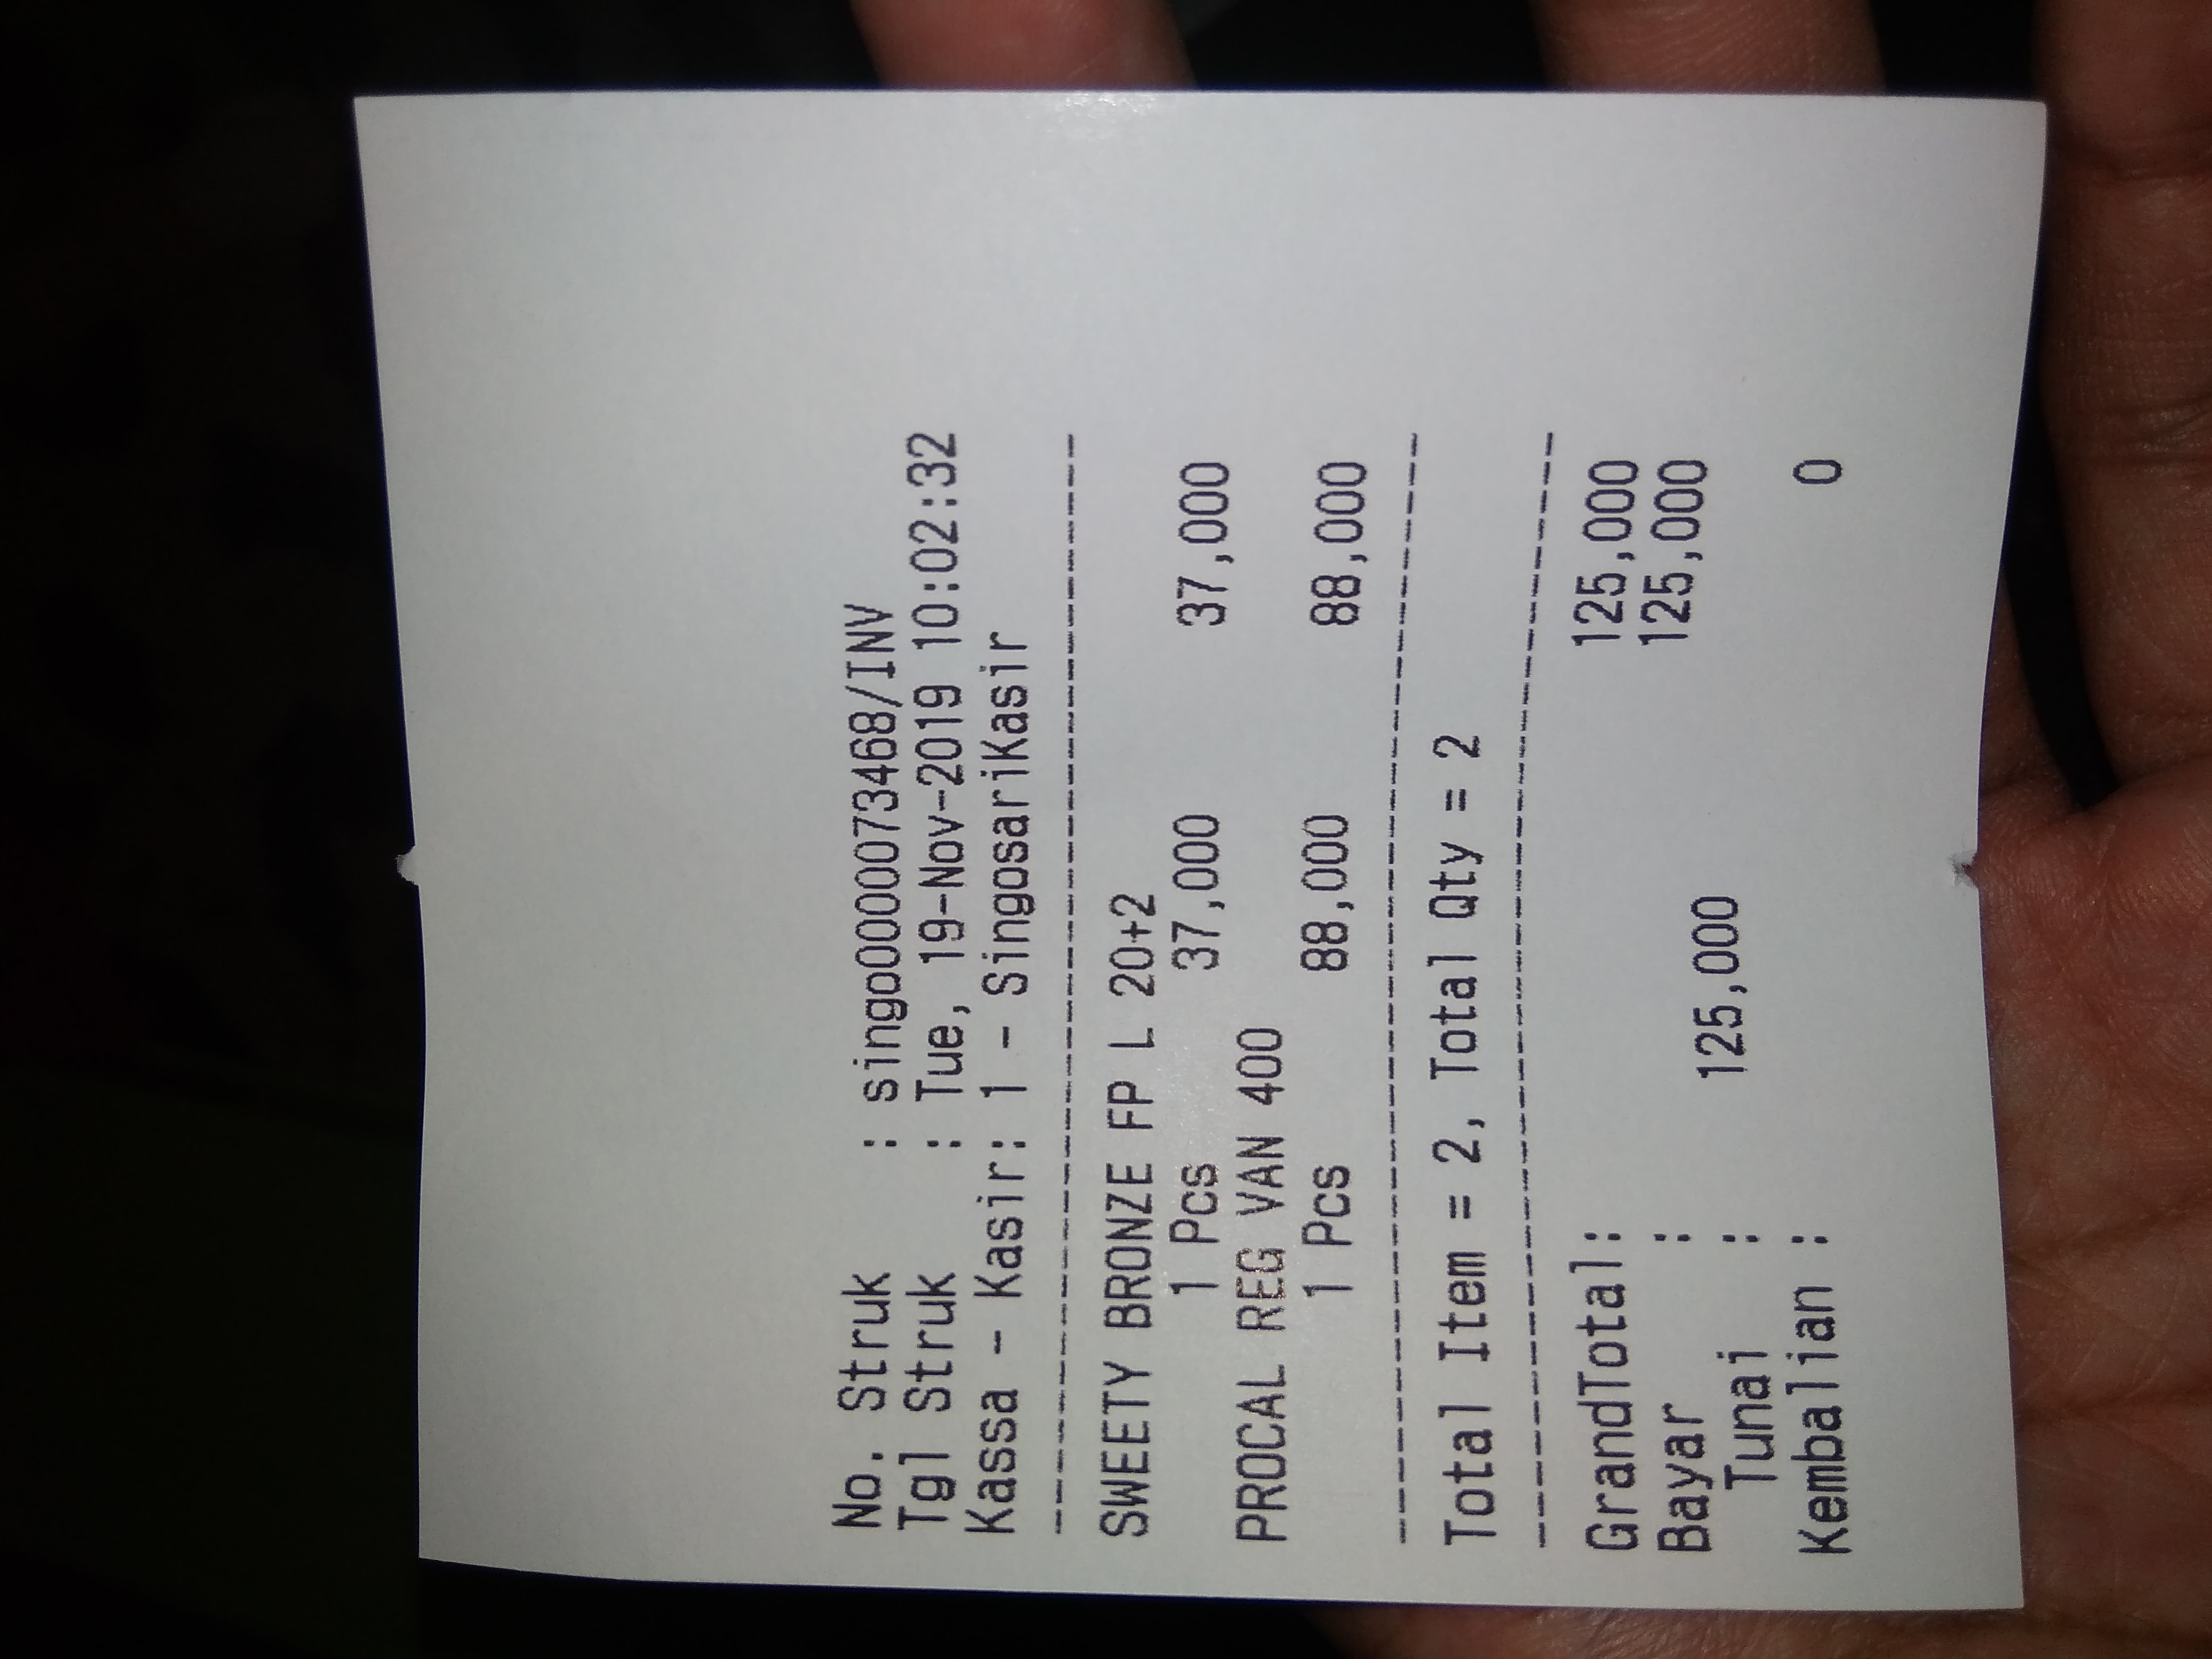 No. Struk : singo0000073468/INV
Tgl Struk : Tue, 19-Nov-2019 10:02:32
Kassa - Kasir: 1 - SingosariKasir
----------------------------------------
SWEETY BRONZE FP L 20+2
1 Pcs 37,000 37,000
PROCAL REG VAN 400
1 Pcs 88,000 88,000
----------------------------------------
Total Item = 2, Total Qty = 2
----------------------------------------
GrandTotal: 125,000
Bayar : 125,000
Tunai : 125,000
Kembalian : 0